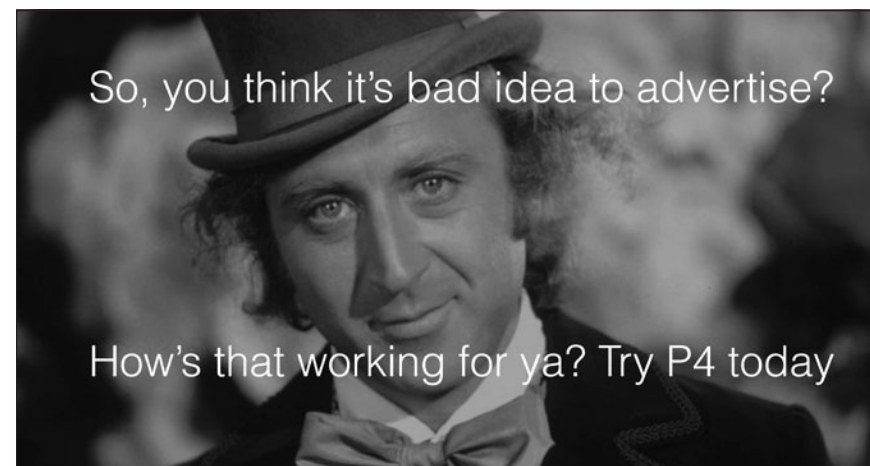 So, you think it’s bad idea to advertise?
How’s that working for ya? Try P4 today